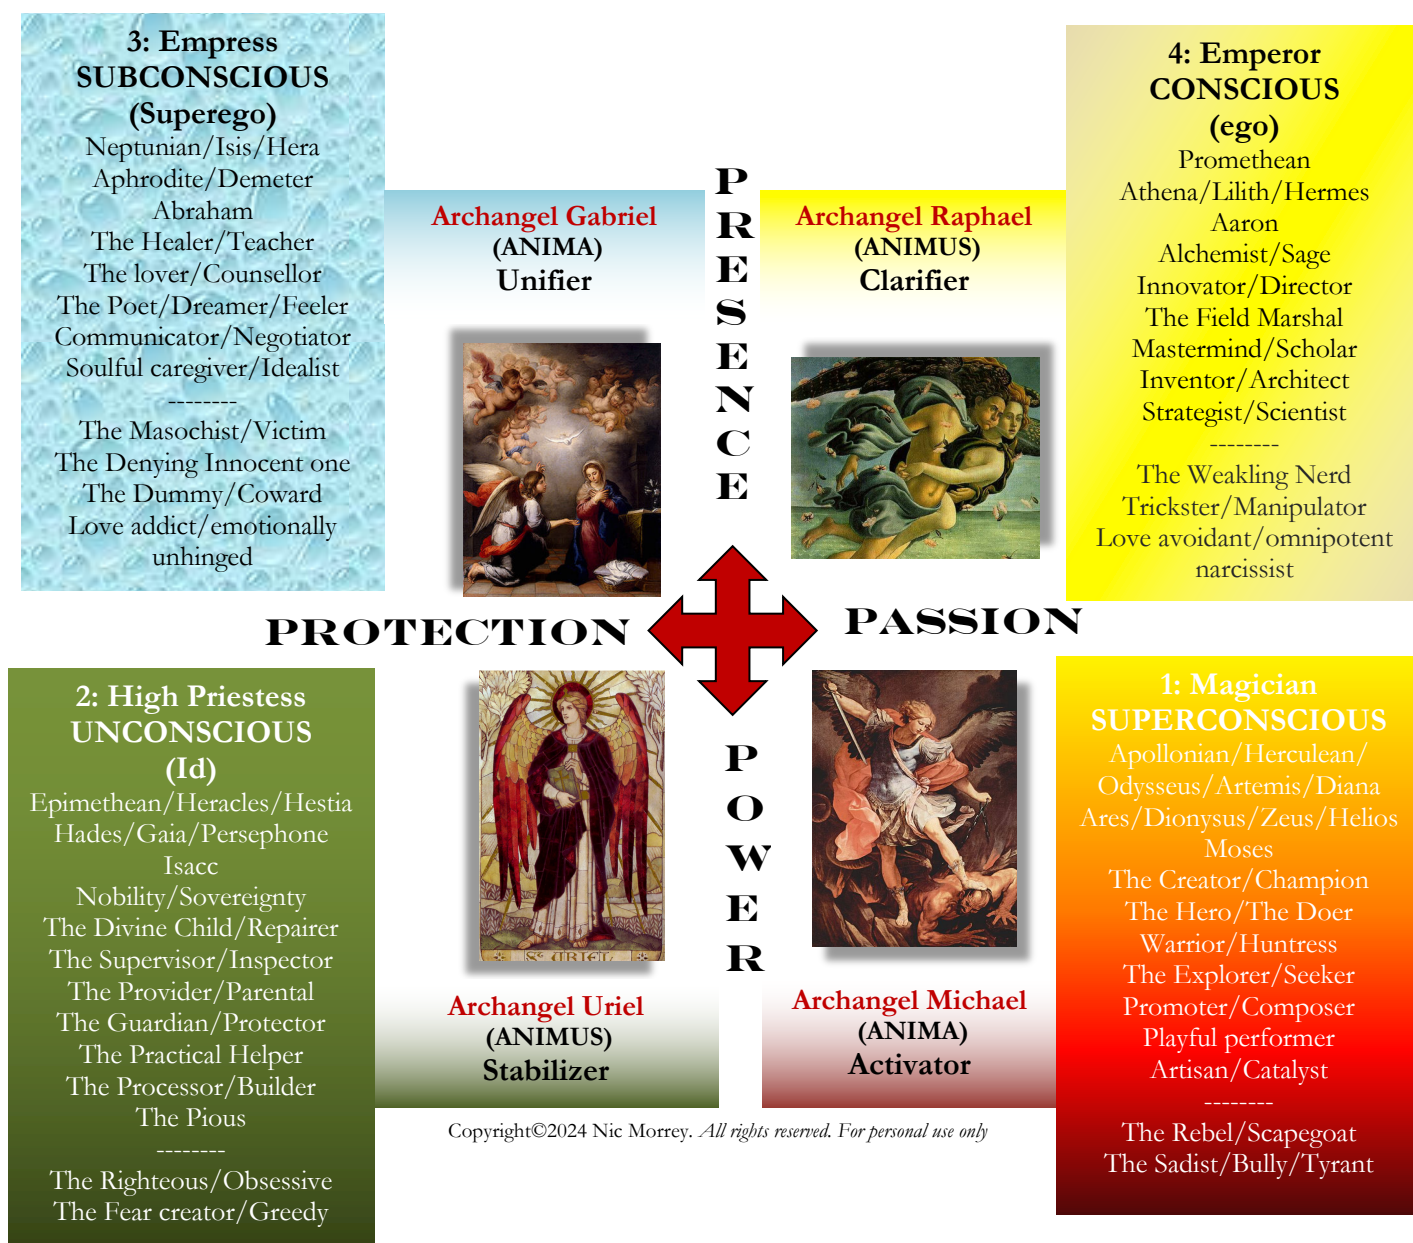 3: Empress
SUBCONSCIOUS
(Superego)
Neptunian/Isis/Hera
Aphrodite/Demeter
Abraham
The Healer/Teacher
The lover/Counsellor
The Poet/Dreamer/Feeler
Communicator/Negotiator
Soulful caregiver/Idealist
--------
The Masochist/Victim
The Denying Innocent one
The Dummy/Coward
Love addict/emotionally
unhinged
Archangel Gabriel
(ANIMA)
Unifier
PRESENCE
Archangel Raphael
(ANIMUS)
Clarifier
4: Emperor
CONSCIOUS
(ego)
Promethean
Athena/Lilith/Hermes
Aaron
Alchemist/Sage
Innovator/Director
The Field Marshal
Mastermind/Scholar
Inventor/Architect
Strategist/Scientist
--------
The Weakling Nerd
Trickster/Manipulator
Love avoidant/omnipotent
narcissist
PROTECTION
PASSION
2: High Priestess
UNCONSCIOUS
(Id)
Epimethean/Heracles/Hestia
Hades/Gaia/Persephone
Isacc
Nobility/Sovereignty
The Divine Child/Repairer
The Supervisor/Inspector
The Provider/Parental
The Guardian/Protector
The Practical Helper
The Processor/Builder
The Pious
--------
The Righteous/Obsessive
The Fear creator/Greedy
Sᵗ URIEL
Archangel Uriel
(ANIMUS)
Stabilizer
POWER
Archangel Michael
(ANIMA)
Activator
1: Magician
SUPERCONSCIOUS
Apollonian/Herculean/
Odysseus/Artemis/Diana
Ares/Dionysus/Zeus/Helios
Moses
The Creator/Champion
The Hero/The Doer
Warrior/Huntress
The Explorer/Seeker
Promoter/Composer
Playful performer
Artisan/Catalyst
--------
The Rebel/Scapegoat
The Sadist/Bully/Tyrant
Copyright©2024 Nic Morrey. All rights reserved. For personal use only